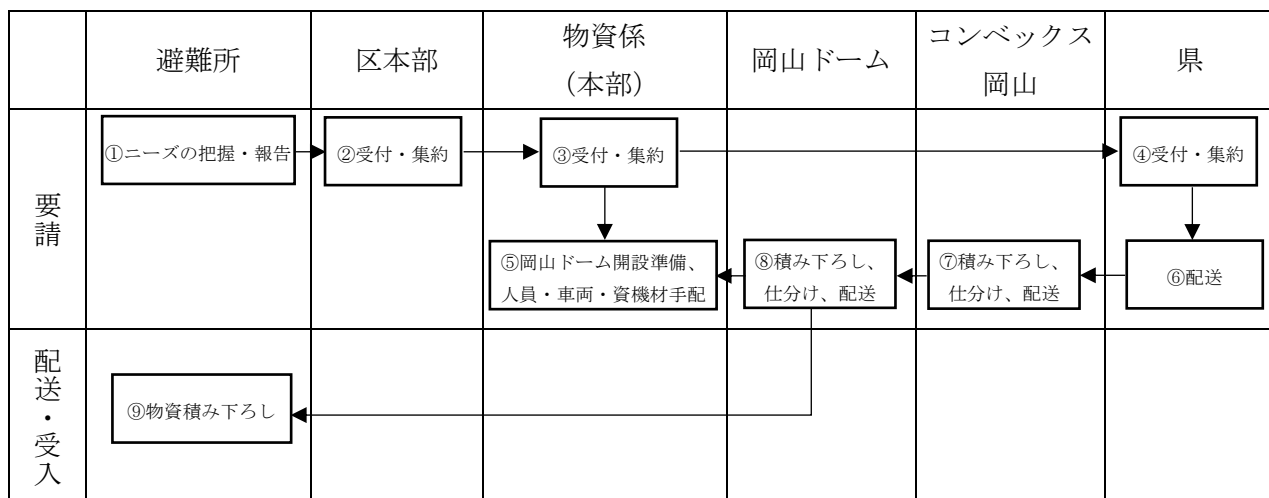 避難所
区本部
物資係
(本部)
岡山ドーム
コンベックス
岡山
県
要請
①ニーズの把握・報告
②受付・集約
③受付・集約
④受付・集約
⑤岡山ドーム開設準備、
人員・車両・資機材手配
⑧積み下ろし、
仕分け、配送
⑦積み下ろし、
仕分け、配送
⑥配送
配送・受入
⑨物資積み下ろし